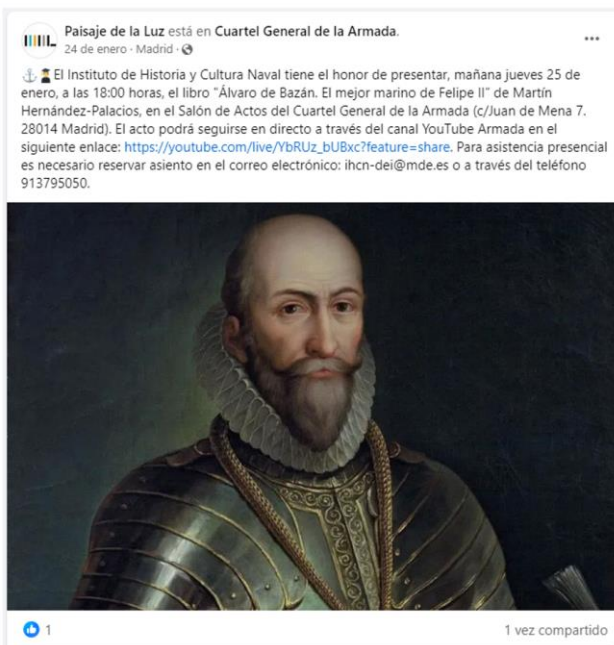 Paisaje de la Luz está en Cuartel General de la Armada.
24 de enero · Madrid ·
El Instituto de Historia y Cultura Naval tiene el honor de presentar, mañana jueves 25 de
enero, a las 18:00 horas, el libro "Álvaro de Bazán. El mejor marino de Felipe II" de Martín
Hernández-Palacios, en el Salón de Actos del Cuartel General de la Armada (c/Juan de Mena 7.
28014 Madrid). El acto podrá seguirse en directo a través del canal YouTube Armada en el
siguiente enlace: https://youtube.com/live/YbRUz_bUBxc?feature=share. Para asistencia presencial
es necesario reservar asiento en el correo electrónico: ihcn-dei@mde.es o a través del teléfono
913795050.
1
1 vez compartido